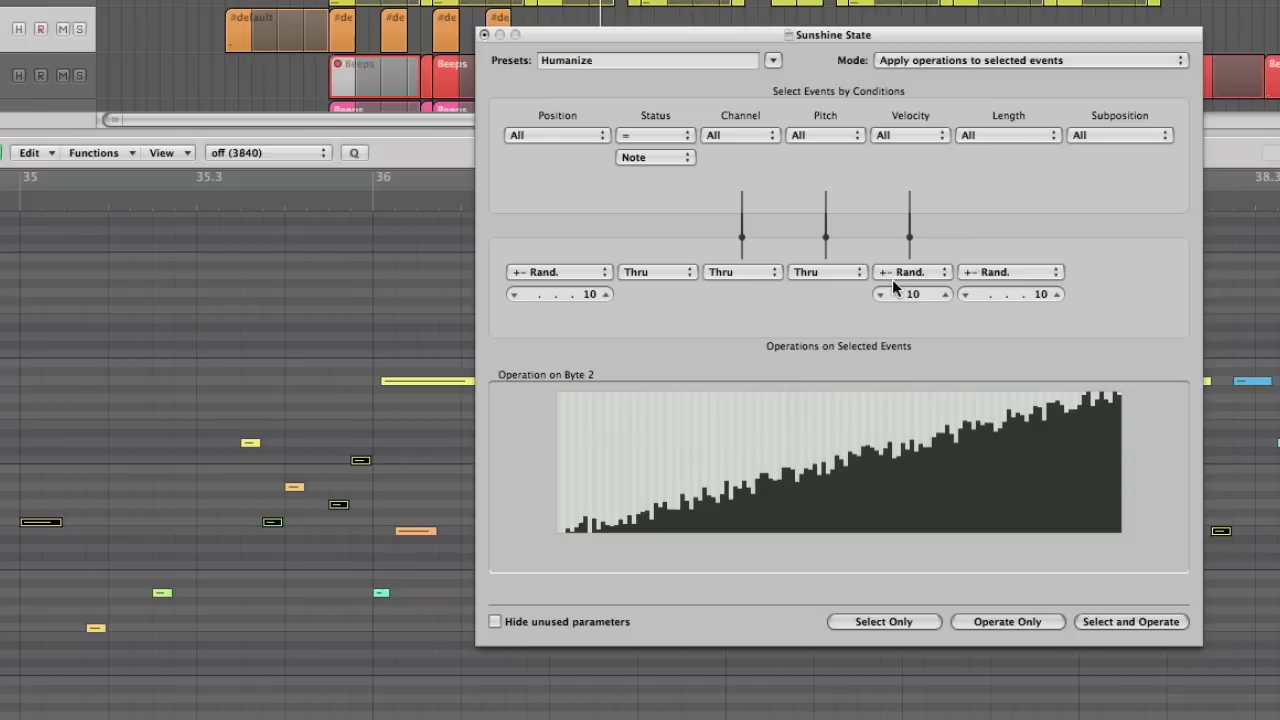 #default #de #de #de #de
H R M S
Sunshine State
Presets: Humanize Mode: Apply operations to selected events
H R M S Beeps Beeps Be
Select Events by Conditions
Beeps Beeps
Position Status Channel Pitch Velocity Length Subposition
All = All All All All All
Edit Functions View off (3840) Q Note
35 35.3 36 38.3
+- Rand. Thru Thru Thru +- Rand. +- Rand.
. . . 10 10 . . . 10
Operations on Selected Events
Operation on Byte 2
Hide unused parameters Select Only Operate Only Select and Operate